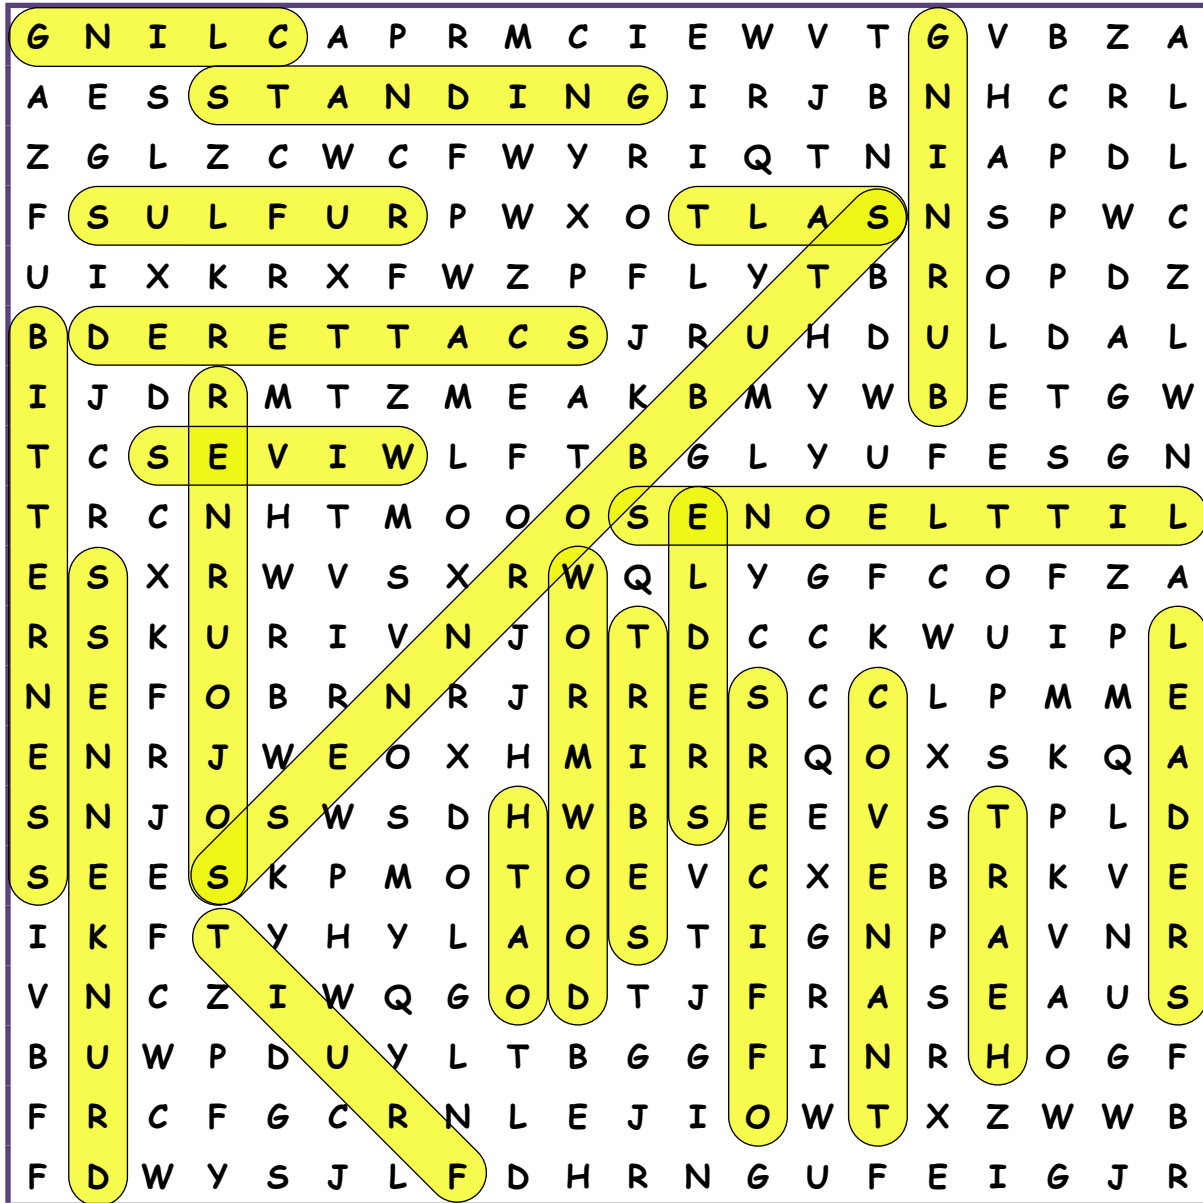 G N I L C A P R M C I E W V T G V B Z A
A E S S T A N D I N G I R J B N H C R L
Z G L Z C W C F W Y R I Q T N I A P D L
F S U L F U R P W X O T L A S N S P W C
U I X K R X F W Z P F L Y T B R O P D Z
B D E R E T T A C S J R U H D U L D A L
I J D R M T Z M E A K B M Y W B E T G W
T C S E V I W L F T B G L Y U F E S G N
T R C N H T M O O O S E N O E L T T I L
E S X R W V S X R W Q L Y G F C O F Z A
R S K U R I V N J O T D C C K W U I P L
N E F O B R N R J R R E S C C L P M M E
E N R J W E O X H M I R R Q O X S K Q A
S N J O S W S D H W B S E E V S T P L D
S E E S K P M O T O E V C X E B R K V E
I K F T Y H Y L A O S T I G N P A V N R
V N C Z I W Q G O D T J F R A S E A U S
B U W P D U Y L T B G G F I N R H O G F
F R C F G C R N L E J I O W T X Z W W B
F D W Y S J L F D H R N G U F E I G J R